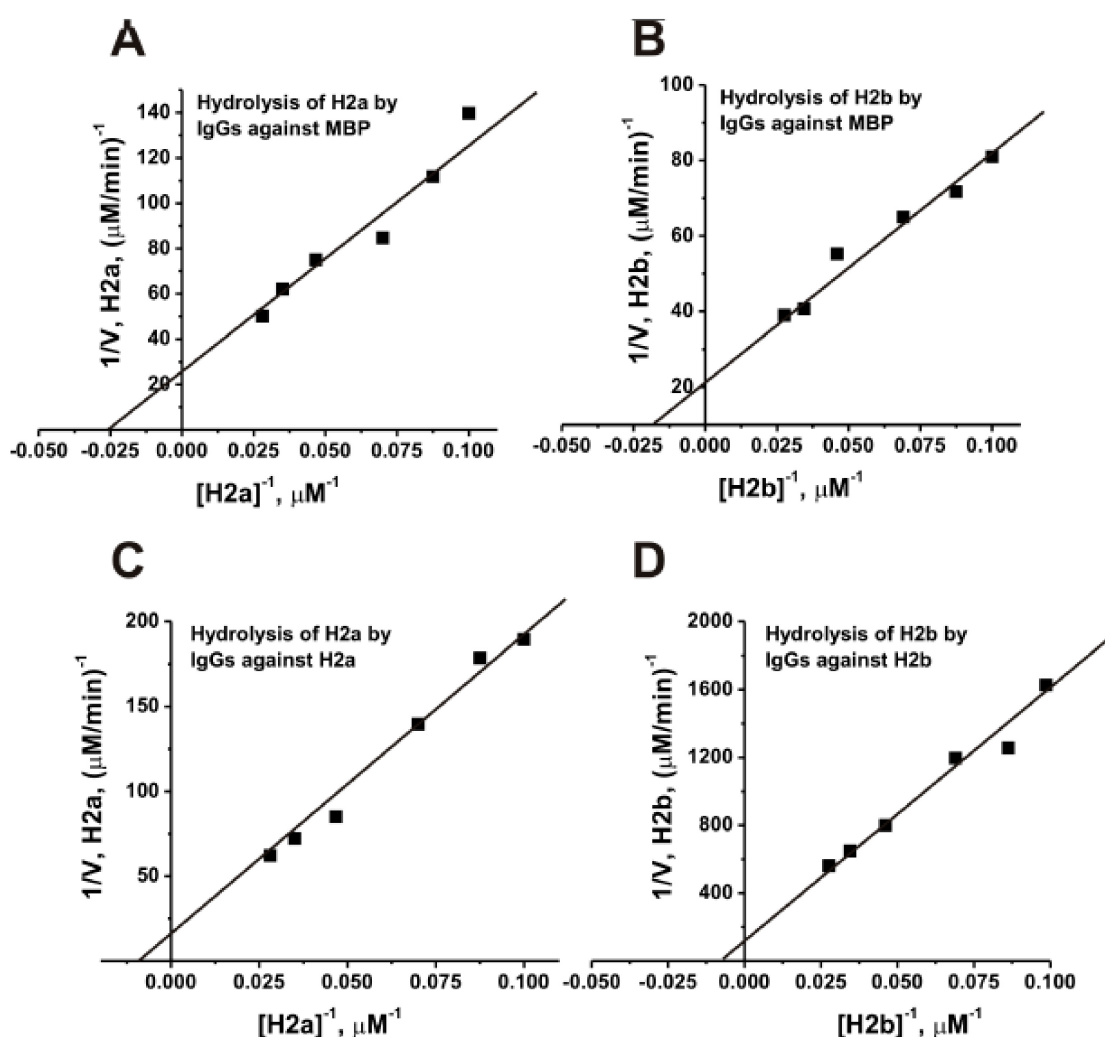 A
Hydrolysis of H2a by
IgGs against MBP
1/V, H2a, (μM/min)⁻¹
140
120
100
80
60
40
20
-0.050 -0.025 0.000 0.025 0.050 0.075 0.100
[H2a]⁻¹, μM⁻¹
B
Hydrolysis of H2b by
IgGs against MBP
1/V, H2b, (μM/min)⁻¹
100
80
60
40
20
-0.050 -0.025 0.000 0.025 0.050 0.075 0.100
[H2b]⁻¹, μM⁻¹
C
Hydrolysis of H2a by
IgGs against H2a
1/V, H2a, (μM/min)⁻¹
200
150
100
50
0.000 0.025 0.050 0.075 0.100
[H2a]⁻¹, μM⁻¹
D
Hydrolysis of H2b by
IgGs against H2b
1/V, H2b, (μM/min)⁻¹
2000
1600
1200
800
400
-0.050 -0.025 0.000 0.025 0.050 0.075 0.100
[H2b]⁻¹, μM⁻¹